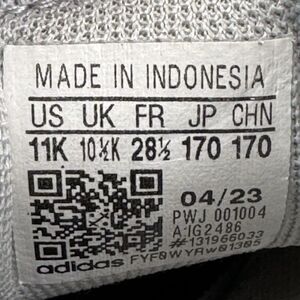 MADE IN INDONESIA
US UK FR JP CHN
11K 10½K 28½ 170 170
04/23
PWJ 001004
A:IG2486
#131966033
adidas FYF0WYRw01305